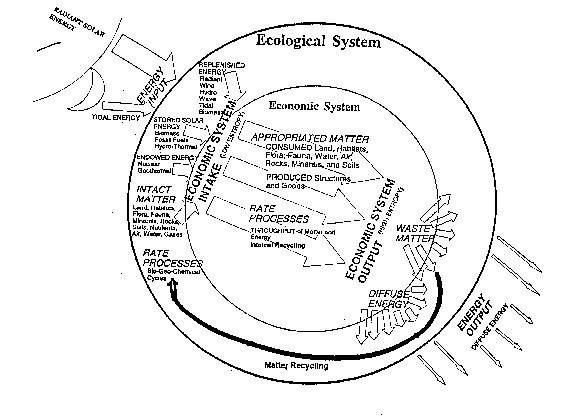 RADIANT SOLAR
ENERGY
Ecological System
ENERGY
INPUT
TIDAL ENERGY
REPLENISHED
ENERGY
Radiant
Wind
Hydro
Wave
Tidal
Biomass
STORED SOLAR
ENERGY
Biomass
Fossil Fuels
Hydro-Thermal
ENDOWED ENERGY
Nuclear
Geothermal
INTACT
MATTER
Land, Habitats,
Flora, Fauna,
Minerals, Rocks,
Soils, Nutrients,
Air, Water, Gases
RATE
PROCESSES
Bio-Geo-Chemical
Cycles
ECONOMIC SYSTEM
INTAKE (LOW ENTROPY)
Economic System
APPROPRIATED MATTER
CONSUMED Land, Habitats,
Flora, Fauna, Water, Air,
Rocks, Minerals, and Soils
PRODUCED Structures
and Goods
RATE
PROCESSES
THROUGHPUT of Matter and
Energy
Internal Recycling
ECONOMIC SYSTEM
OUTPUT (HIGH ENTROPY)
WASTE
MATTER
DIFFUSE
ENERGY
ENERGY
OUTPUT
DIFFUSE ENERGY
Matter Recycling